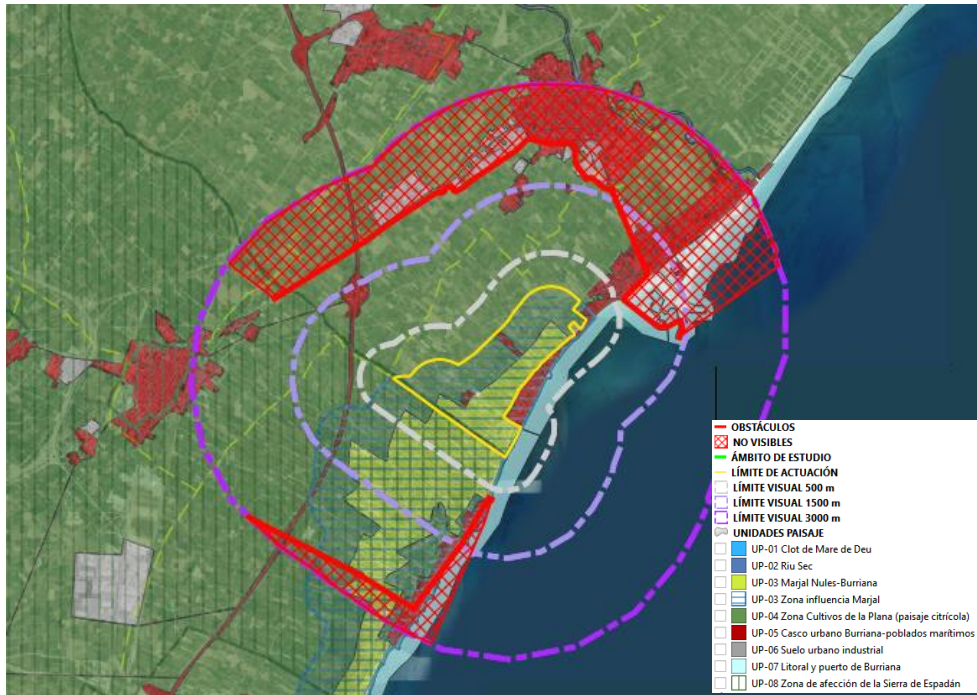 OBSTÁCULOS
NO VISIBLES
ÁMBITO DE ESTUDIO
LÍMITE DE ACTUACIÓN
LÍMITE VISUAL 500 m
LÍMITE VISUAL 1500 m
LÍMITE VISUAL 3000 m
UNIDADES PAISAJE
UP-01 Clot de Mare de Deu
UP-02 Riu Sec
UP-03 Marjal Nules-Burriana
UP-03 Zona influencia Marjal
UP-04 Zona Cultivos de la Plana (paisaje citrícola)
UP-05 Casco urbano Burriana-poblados marítimos
UP-06 Suelo urbano industrial
UP-07 Litoral y puerto de Burriana
UP-08 Zona de afección de la Sierra de Espadán